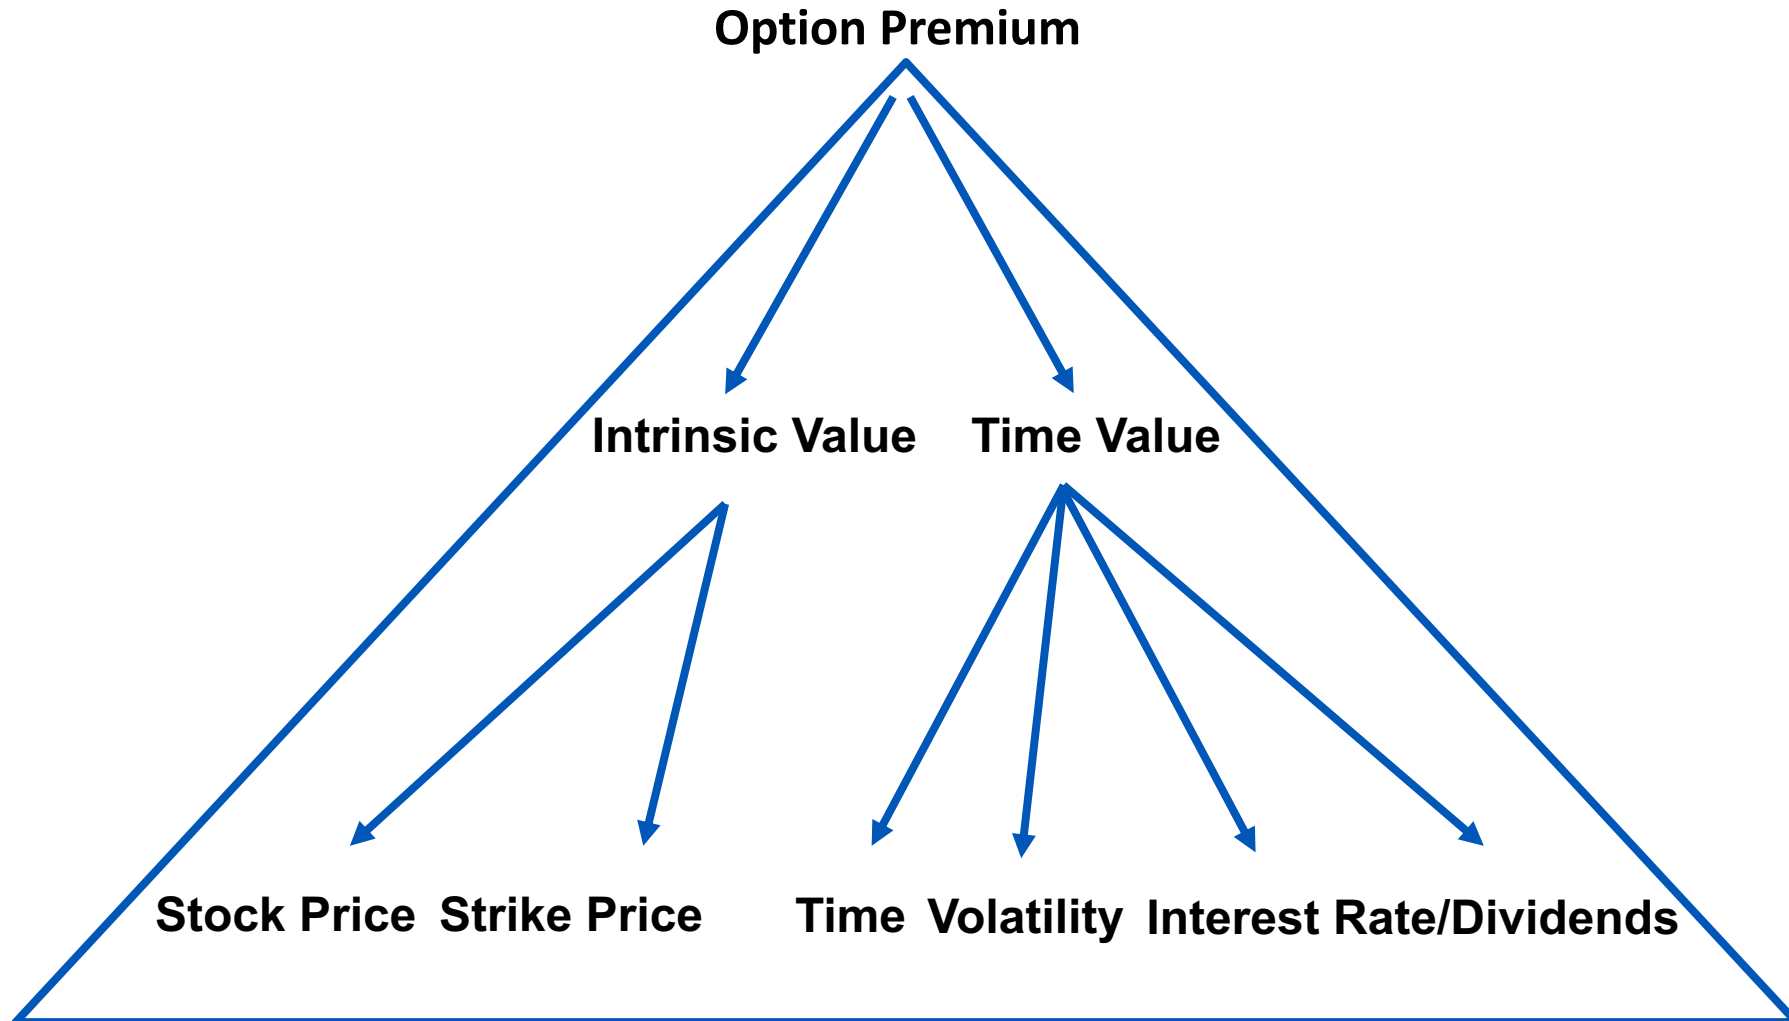 Option Premium
Intrinsic Value Time Value
Stock Price Strike Price Time Volatility Interest Rate/Dividends